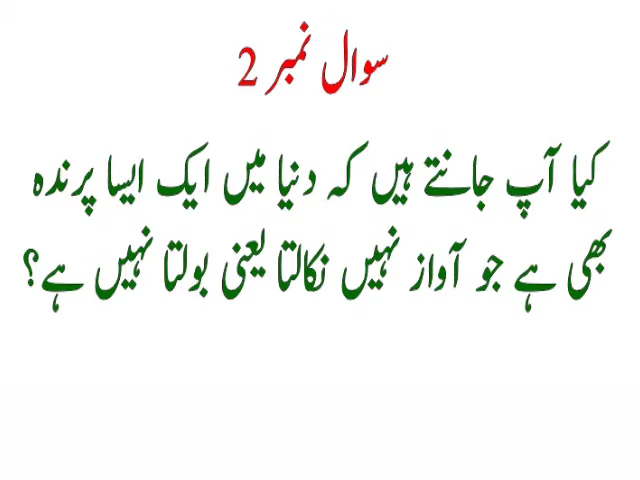 سوال نمبر 2
کیا آپ جانتے ہیں کہ دنیا میں ایک ایسا پرندہ
بھی ہے جو آواز نہیں نکالتا یعنی بولتا نہیں ہے؟